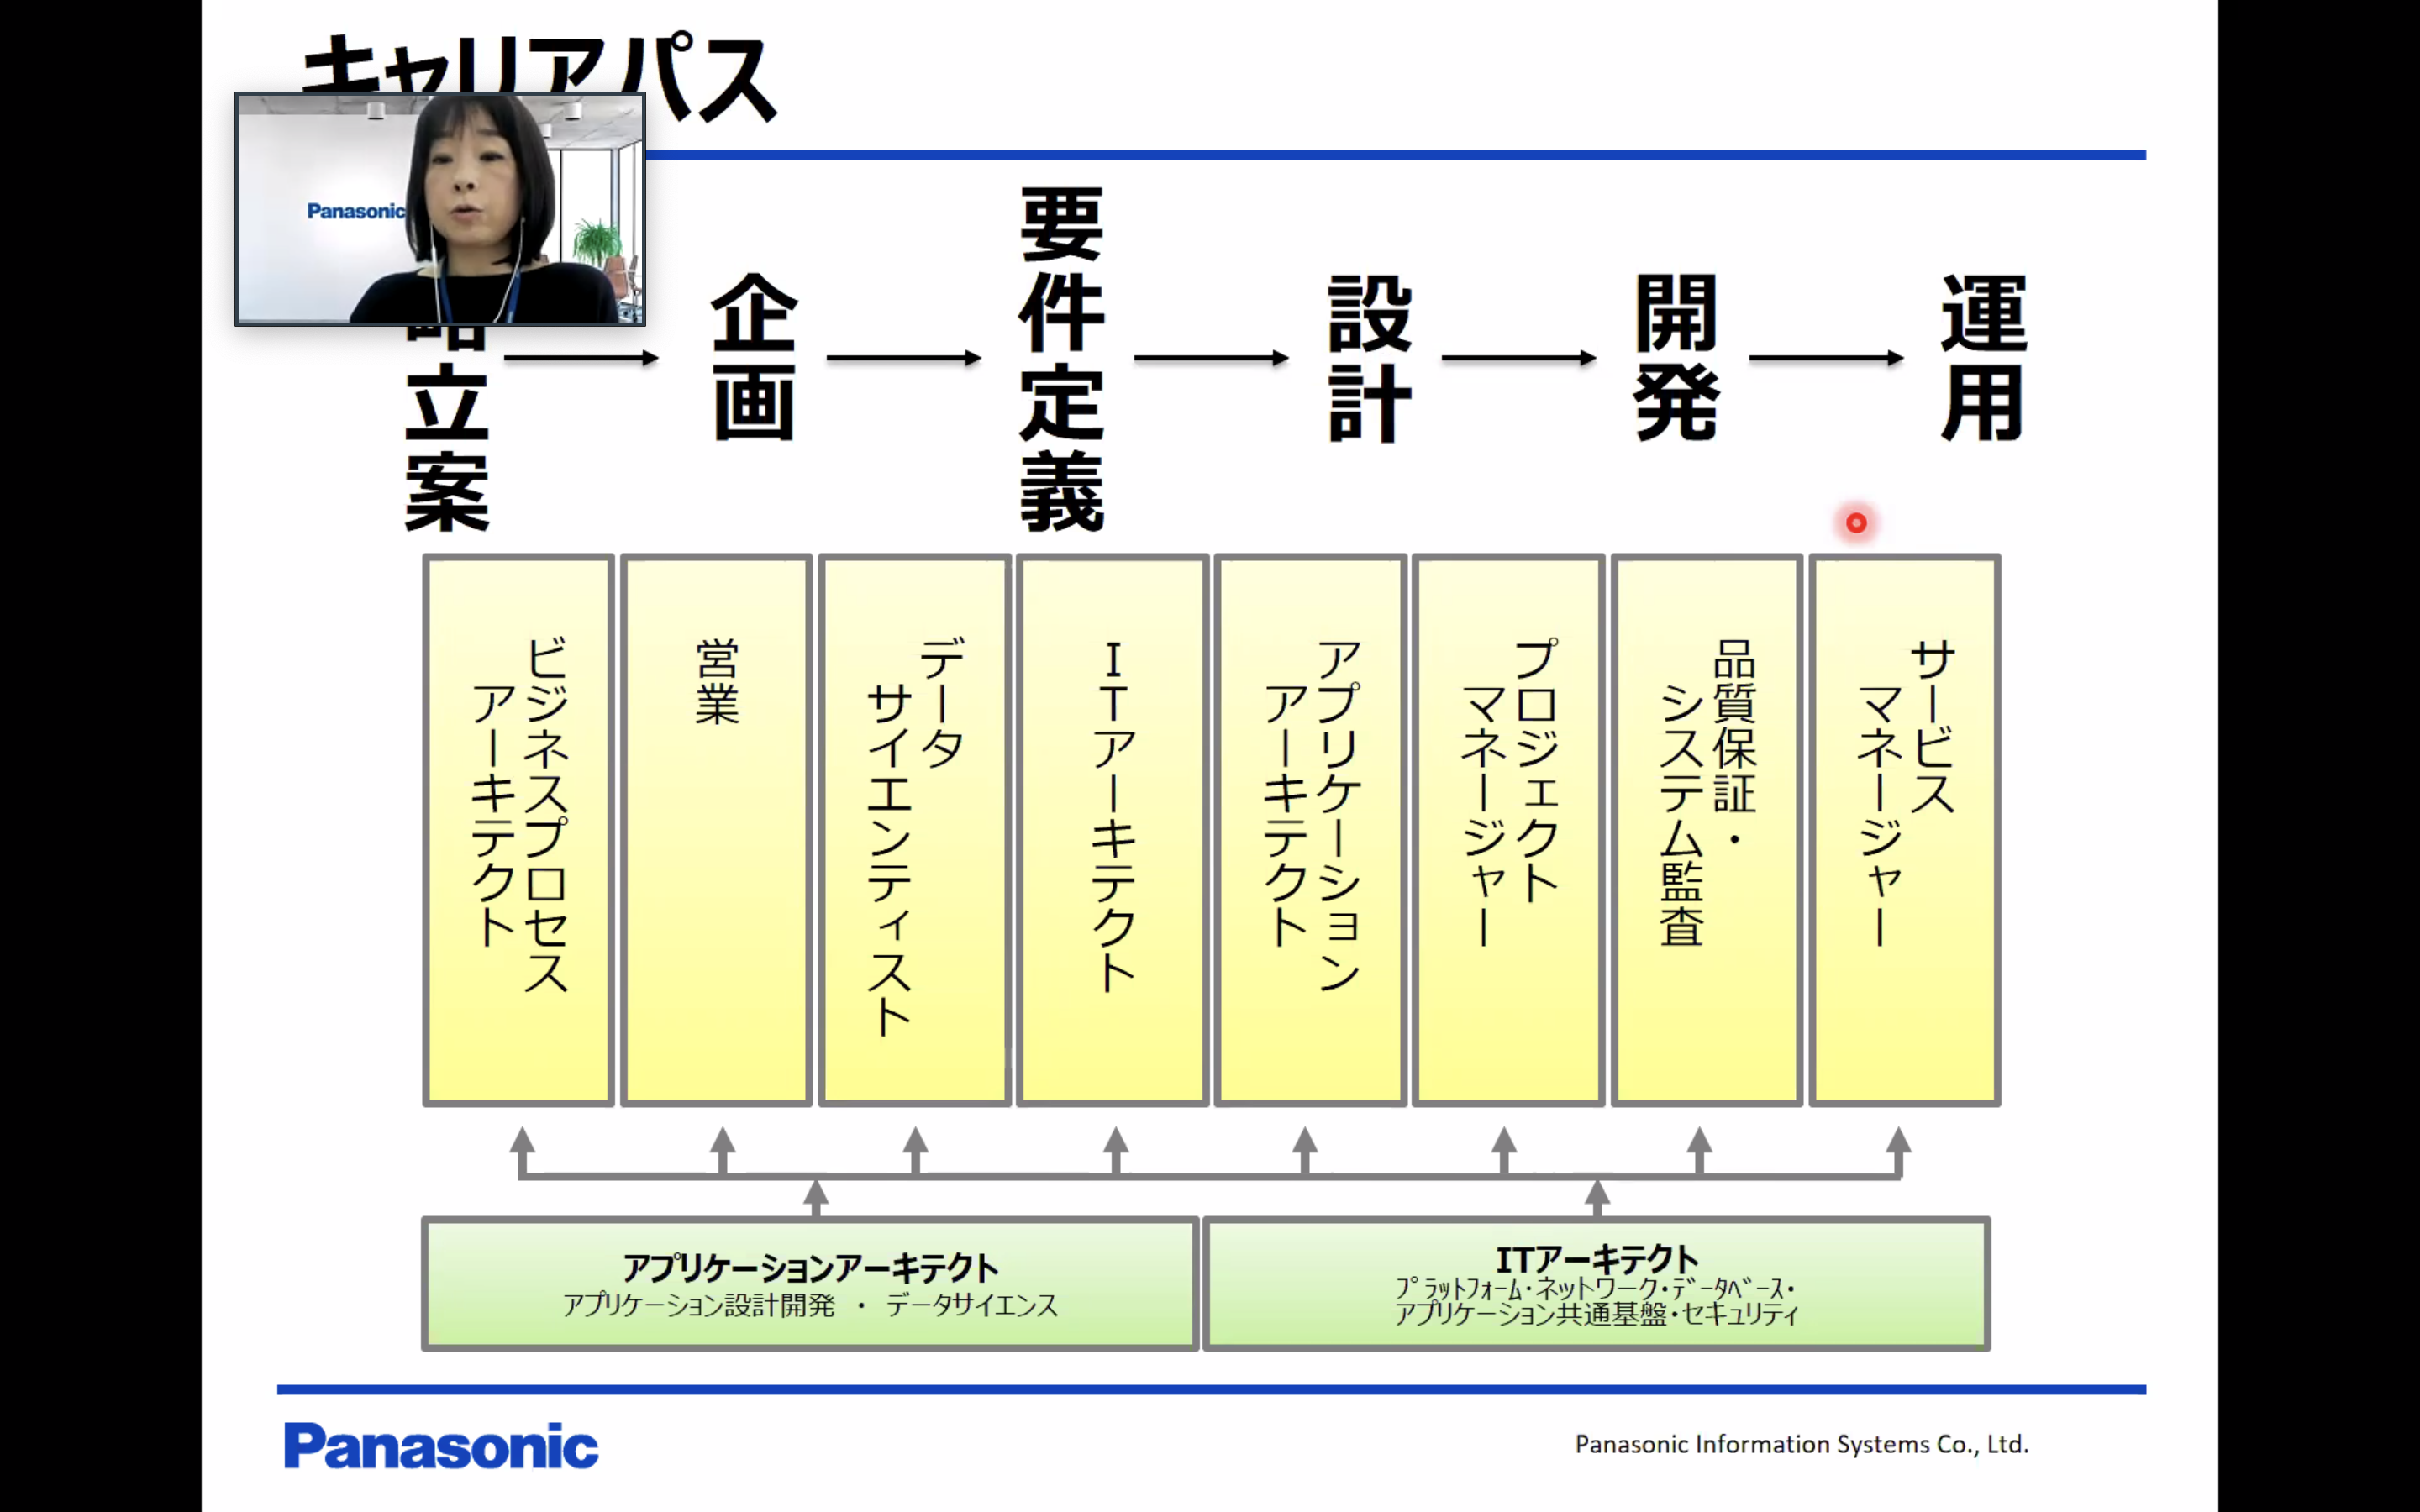 キャリアパス
Panasonic
略立案
企画
要件定義
設計
開発
運用
ビジネスプロセス
アーキテクト
営業
データ
サイエンティスト
ITアーキテクト
アプリケーション
アーキテクト
プロジェクト
マネージャー
品質保証・
システム監査
サービス
マネージャー
アプリケーションアーキテクト
アプリケーション設計開発 ・ データサイエンス
ITアーキテクト
ﾌﾟﾗｯﾄﾌｫｰﾑ・ネットワーク・ﾃﾞｰﾀﾍﾞｰｽ・
アプリケーション共通基盤・セキュリティ
Panasonic
Panasonic Information Systems Co., Ltd.